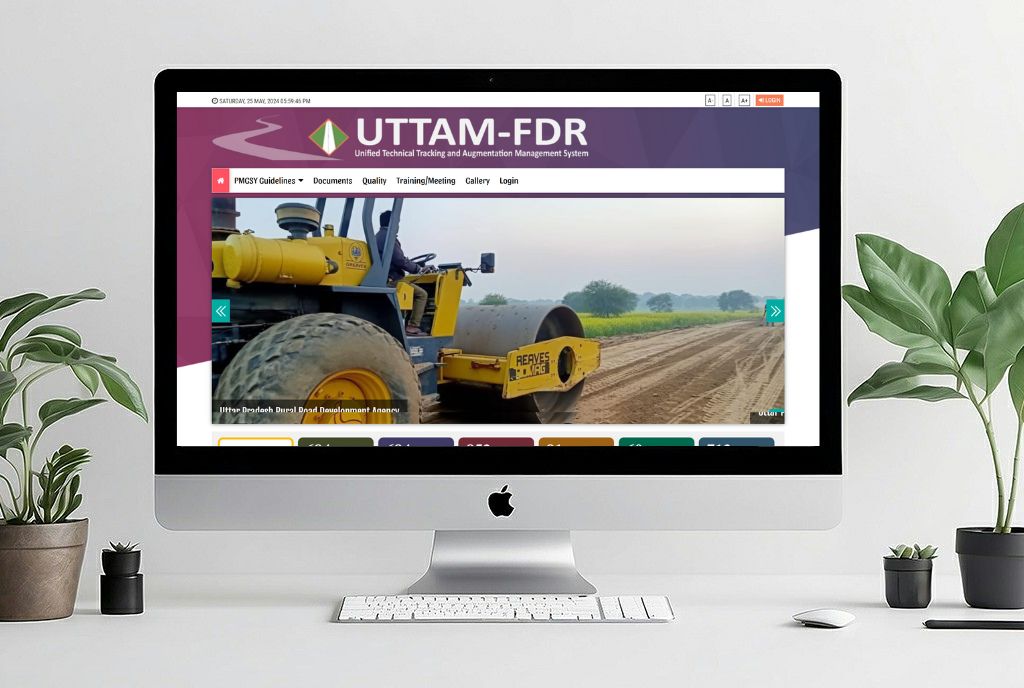 SATURDAY, 25 MAY, 2024 05:59:46 PM
A-
A
A+
LOGIN
UTTAM-FDR
Unified Technical Tracking and Augmentation Management System
PMGSY Guidelines
Documents
Quality
Training/Meeting
Gallery
Login
GREAVES
REAVES
Uttar Pradesh Rural Road Development Agency